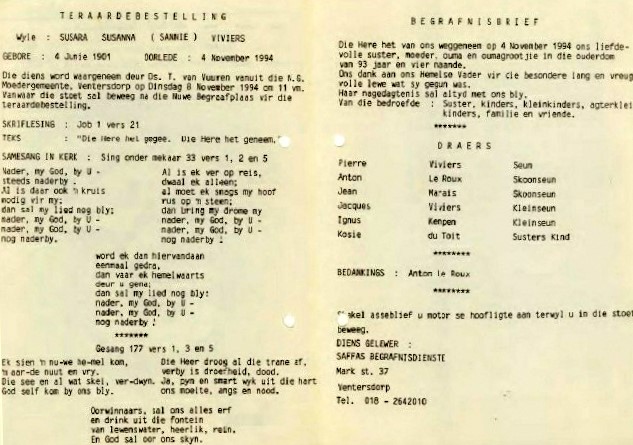 TERAARDEBESTELLING
Wyle : SUSARA SUSANNA (SANNIE) VIVIERS
GEBORE : 4 Junie 1901 OORLEDE : 4 November 1994
Die diens word waargeneem deur Ds. T. van Vuuren vanuit die N.G.
Moedergemeente, Ventersdorp op Dinsdag 8 November 1994 om 11 vm.
Vanwaar die stoet sal beweeg na die Nuwe Begraafplaas vir die
teraardebestelling.
SKRIFLESING : Job 1 vers 21
TEKS : "Die Here het gegee. Die Here het geneem."
SAMESANG IN KERK : Sing onder mekaar 33 vers 1, 2 en 5
Nader, my God, by U -
steeds naderby.
Al is daar ook 'n kruis
nodig vir my;
dan sal my lied nog bly;
nader, my God, by U -
nader, my God, by U -
nog naderby.
Al is ek ver op reis,
dwaal ek alleen;
al moet ek smags my hoof
rus op 'n steen;
dan bring my drome my
nader, my God, by U -
nader, my God, by U -
nog naderby !
word ek dan hiervandaan
eenmaal gedra,
dan vaar ek hemelwaarts
deur u gena;
dan sal my lied nog bly:
nader, my God, by U -
nader, my God, by U -
nog naderby !
*******
Gesang 177 vers 1, 3 en 5
Ek sien 'n nu-we he-mel kom,
'n aar-de nuut en vry.
Die see en al wat skei, ver-dwyn.
God self kom by ons bly.
Die Heer droog al die trane af,
verby is droefheid, dood.
Ja, pyn en smart wyk uit die hart
ons moeite, angs en nood.
Oorwinnaars, sal ons alles erf
en drink uit die fontein
van lewenswater, heerlik, rein,
En God sal oor ons skyn.
BEGRAFNISBRIEF
Die Here het van ons weggeneem op 4 November 1994 ons liefde-
volle suster, moeder, ouma en oumagrootjie in die ouderdom
van 93 jaar en vier maande.
Ons dank aan ons Hemelse Vader vir die besondere lang en vreug
volle lewe wat sy gegun was.
Haar nagedagtenis sal altyd met ons bly.
Van die bedroefde : Suster, kinders, kleinkinders, agterklei
kinders, familie en vriende.
*******
DRAERS
Pierre Viviers Seun
Anton Le Roux Skoonseun
Jean Marais Skoonseun
Jacques Viviers Kleinseun
Ignus Kempen Kleinseun
Kosie du Toit Susters Kind
********
BEDANKINGS : Anton le Roux
********
Skakel asseblief u motor se hoofligte aan terwyl u in die stoet
beweeg.
DIENS GELEWER :
SAFFAS BEGRAFNISDIENSTE
Mark st. 37
Ventersdorp
Tel. 018 - 2642010